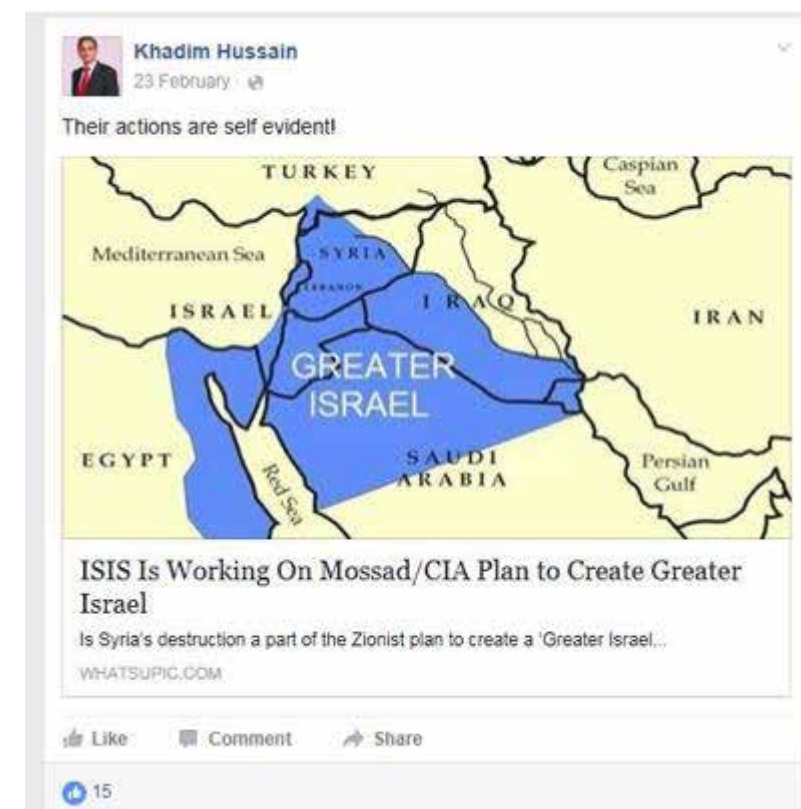 Khadim Hussain
23 February
Their actions are self evident!
TURKEY
Caspian
Sea
Mediterranean Sea
SYRIA
LEBANON
ISRAEL
IRAQ
IRAN
GREATER
ISRAEL
EGYPT
Red Sea
SAUDI
ARABIA
Persian
Gulf
ISIS Is Working On Mossad/CIA Plan to Create Greater
Israel
Is Syria's destruction a part of the Zionist plan to create a 'Greater Israel...
WHATSUPIC.COM
Like Comment Share
15